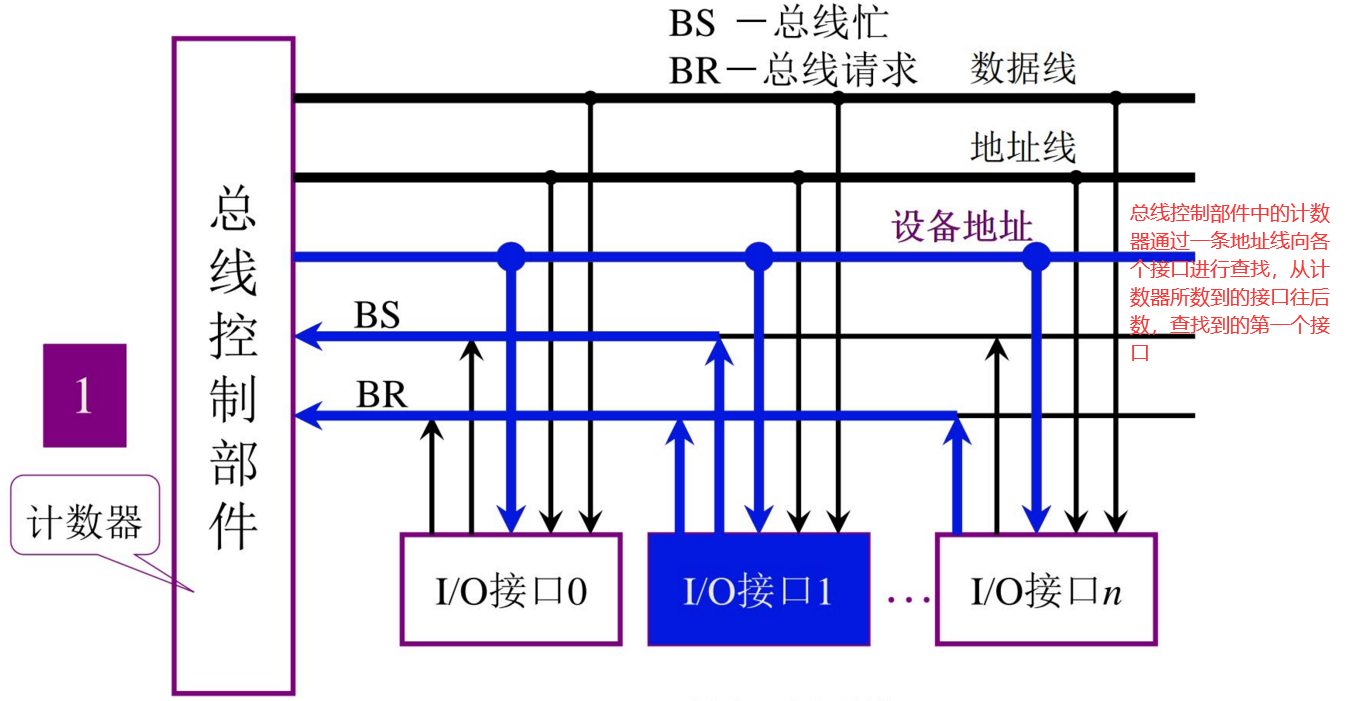 BS －总线忙
BR－总线请求
数据线
地址线
设备地址
总线控制部件中的计数
器通过一条地址线向各
个接口进行查找，从计
数器所数到的接口往后
数，查找到的第一个接
口
BS
BR
总线控制部件
1
计数器
I/O接口0
I/O接口1
…
I/O接口n